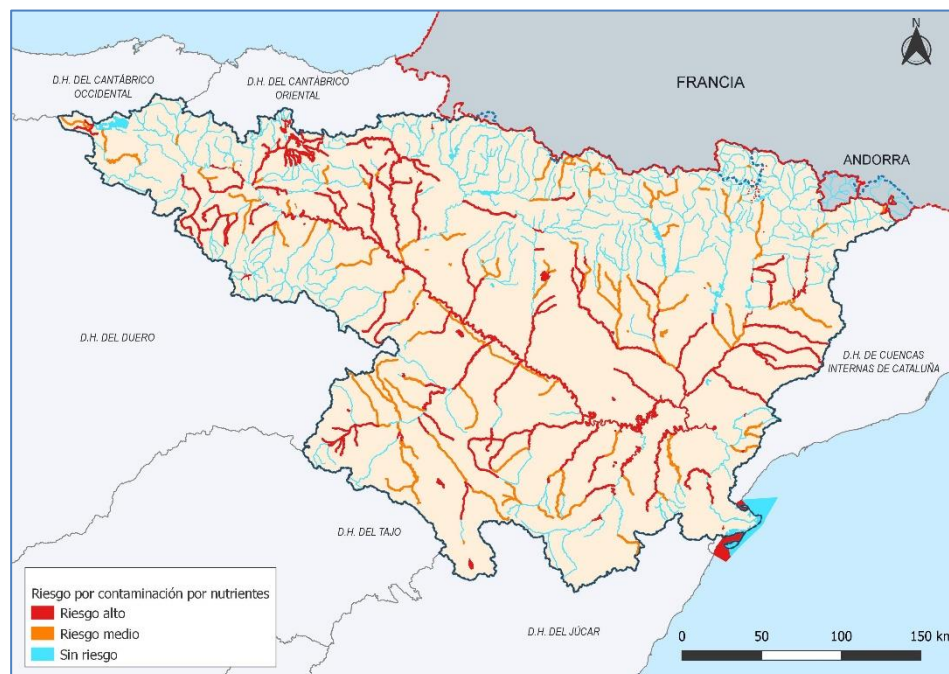 N
D.H. DEL CANTÁBRICO
OCCIDENTAL
D.H. DEL CANTÁBRICO
ORIENTAL
FRANCIA
ANDORRA
D.H. DEL DUERO
D.H. DE CUENCAS
INTERNAS DE CATALUÑA
D.H. DEL TAJO
D.H. DEL JÚCAR
Riesgo por contaminación por nutrientes
Riesgo alto
Riesgo medio
Sin riesgo
0 50 100 150 km